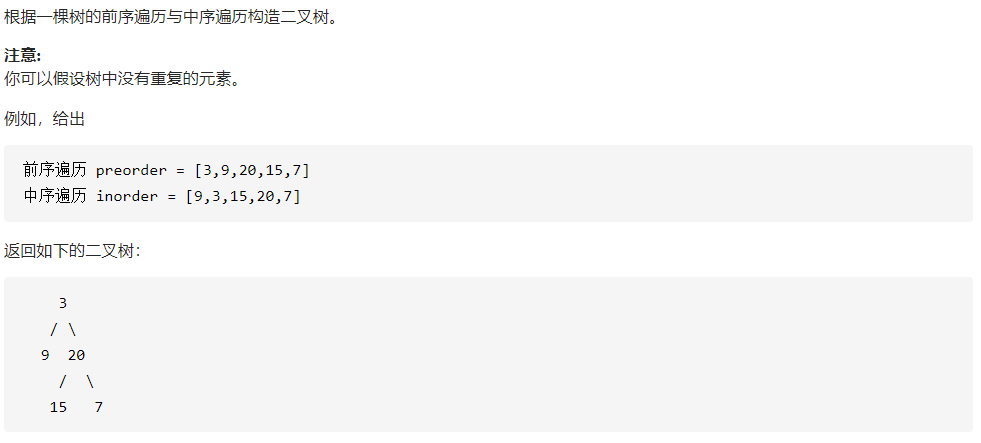 根据一棵树的前序遍历与中序遍历构造二叉树。
注意:
你可以假设树中没有重复的元素。
例如，给出
前序遍历 preorder = [3,9,20,15,7]
中序遍历 inorder = [9,3,15,20,7]
返回如下的二叉树：
3
/ \
9 20
/ \
15 7